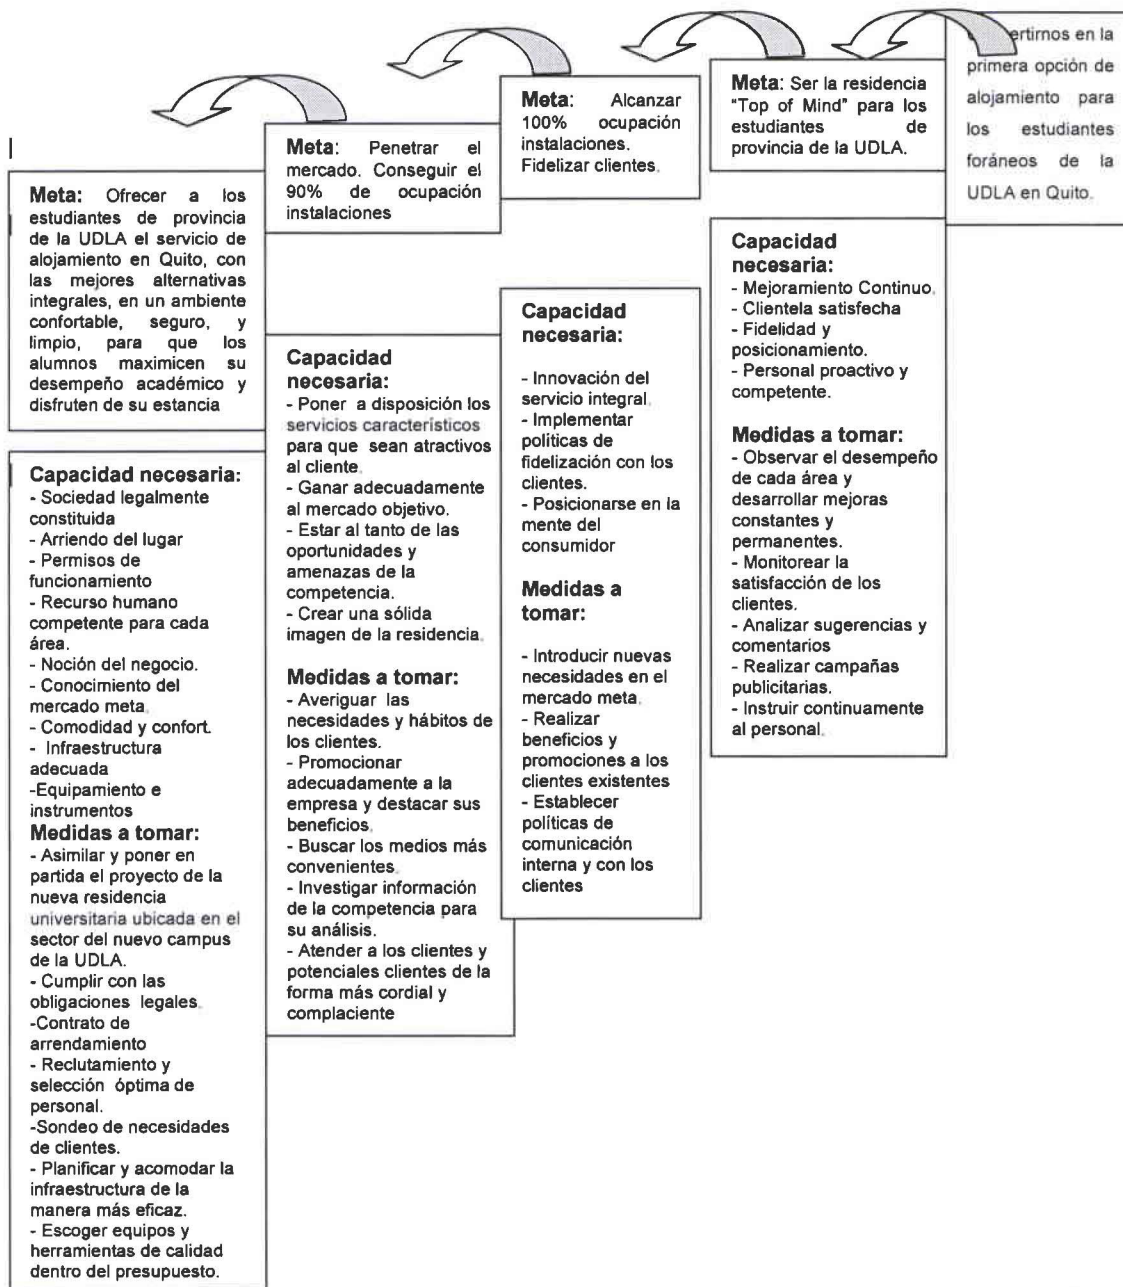 Meta: Ofrecer a los
estudiantes de provincia
de la UDLA el servicio de
alojamiento en Quito, con
las mejores alternativas
integrales, en un ambiente
confortable, seguro, y
limpio, para que los
alumnos maximicen su
desempeño académico y
disfruten de su estancia
Capacidad necesaria:
- Sociedad legalmente
constituida
- Arriendo del lugar
- Permisos de
funcionamiento
- Recurso humano
competente para cada
área.
- Noción del negocio.
- Conocimiento del
mercado meta.
- Comodidad y confort.
- Infraestructura
adecuada
-Equipamiento e
instrumentos
Medidas a tomar:
- Asimilar y poner en
partida el proyecto de la
nueva residencia
universitaria ubicada en el
sector del nuevo campus
de la UDLA.
- Cumplir con las
obligaciones legales.
-Contrato de
arrendamiento
- Reclutamiento y
selección óptima de
personal.
-Sondeo de necesidades
de clientes.
- Planificar y acomodar la
infraestructura de la
manera más eficaz.
- Escoger equipos y
herramientas de calidad
dentro del presupuesto.
Meta: Penetrar el
mercado. Conseguir el
90% de ocupación
instalaciones
Capacidad
necesaria:
- Poner a disposición los
servicios característicos
para que sean atractivos
al cliente.
- Ganar adecuadamente
al mercado objetivo.
- Estar al tanto de las
oportunidades y
amenazas de la
competencia.
- Crear una sólida
imagen de la residencia.
Medidas a tomar:
- Averiguar las
necesidades y hábitos de
los clientes.
- Promocionar
adecuadamente a la
empresa y destacar sus
beneficios.
- Buscar los medios más
convenientes.
- Investigar información
de la competencia para
su análisis.
- Atender a los clientes y
potenciales clientes de la
forma más cordial y
complaciente
Meta: Alcanzar
100% ocupación
instalaciones.
Fidelizar clientes.
Capacidad
necesaria:
- Innovación del
servicio integral.
- Implementar
políticas de
fidelización con los
clientes.
- Posicionarse en la
mente del
consumidor
Medidas a
tomar:
- Introducir nuevas
necesidades en el
mercado meta.
- Realizar
beneficios y
promociones a los
clientes existentes
- Establecer
políticas de
comunicación
interna y con los
clientes
Meta: Ser la residencia
"Top of Mind" para los
estudiantes de
provincia de la UDLA.
Capacidad
necesaria:
- Mejoramiento Continuo.
- Clientela satisfecha
- Fidelidad y
posicionamiento.
- Personal proactivo y
competente.
Medidas a tomar:
- Observar el desempeño
de cada área y
desarrollar mejoras
constantes y
permanentes.
- Monitorear la
satisfacción de los
clientes.
- Analizar sugerencias y
comentarios
- Realizar campañas
publicitarias.
- Instruir continuamente
al personal.
en la
primera opción de
alojamiento para
los estudiantes
foráneos de la
UDLA en Quito.